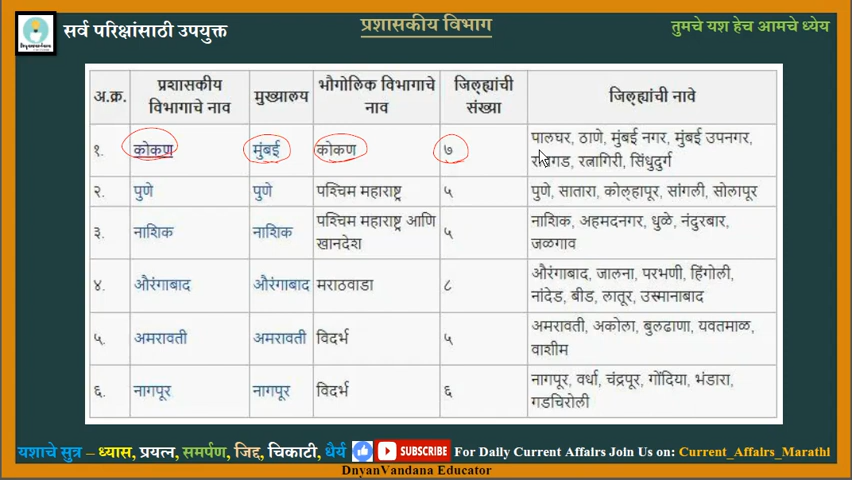 सर्व परिक्षांसाठी उपयुक्त
प्रशासकीय विभाग
तुमचे यश हेच आमचे ध्येय
अ.क्र. प्रशासकीय विभागाचे नाव मुख्यालय भौगोलिक विभागाचे नाव जिल्ह्यांची संख्या जिल्ह्यांची नावे
१. कोकण मुंबई कोकण ७ पालघर, ठाणे, मुंबई नगर, मुंबई उपनगर,
रत्नागिरी, सिंधुदुर्ग
२. पुणे पुणे पश्चिम महाराष्ट्र ५ पुणे, सातारा, कोल्हापूर, सांगली, सोलापूर
३. नाशिक नाशिक पश्चिम महाराष्ट्र आणि खानदेश ५ नाशिक, अहमदनगर, धुळे, नंदुरबार,
जळगाव
४. औरंगाबाद औरंगाबाद मराठवाडा ८ औरंगाबाद, जालना, परभणी, हिंगोली,
नांदेड, बीड, लातूर, उस्मानाबाद
५. अमरावती अमरावती विदर्भ ५ अमरावती, अकोला, बुलढाणा, यवतमाळ,
वाशीम
६. नागपूर नागपूर विदर्भ ६ नागपूर, वर्धा, चंद्रपूर, गोंदिया, भंडारा,
गडचिरोली
यशाचे सुत्र – ध्यास, प्रयत्न, समर्पण, जिद्द, चिकाटी, धैर्य SUBSCRIBE For Daily Current Affairs Join Us on: Current_Affairs_Marathi
DnyanVandana Educator